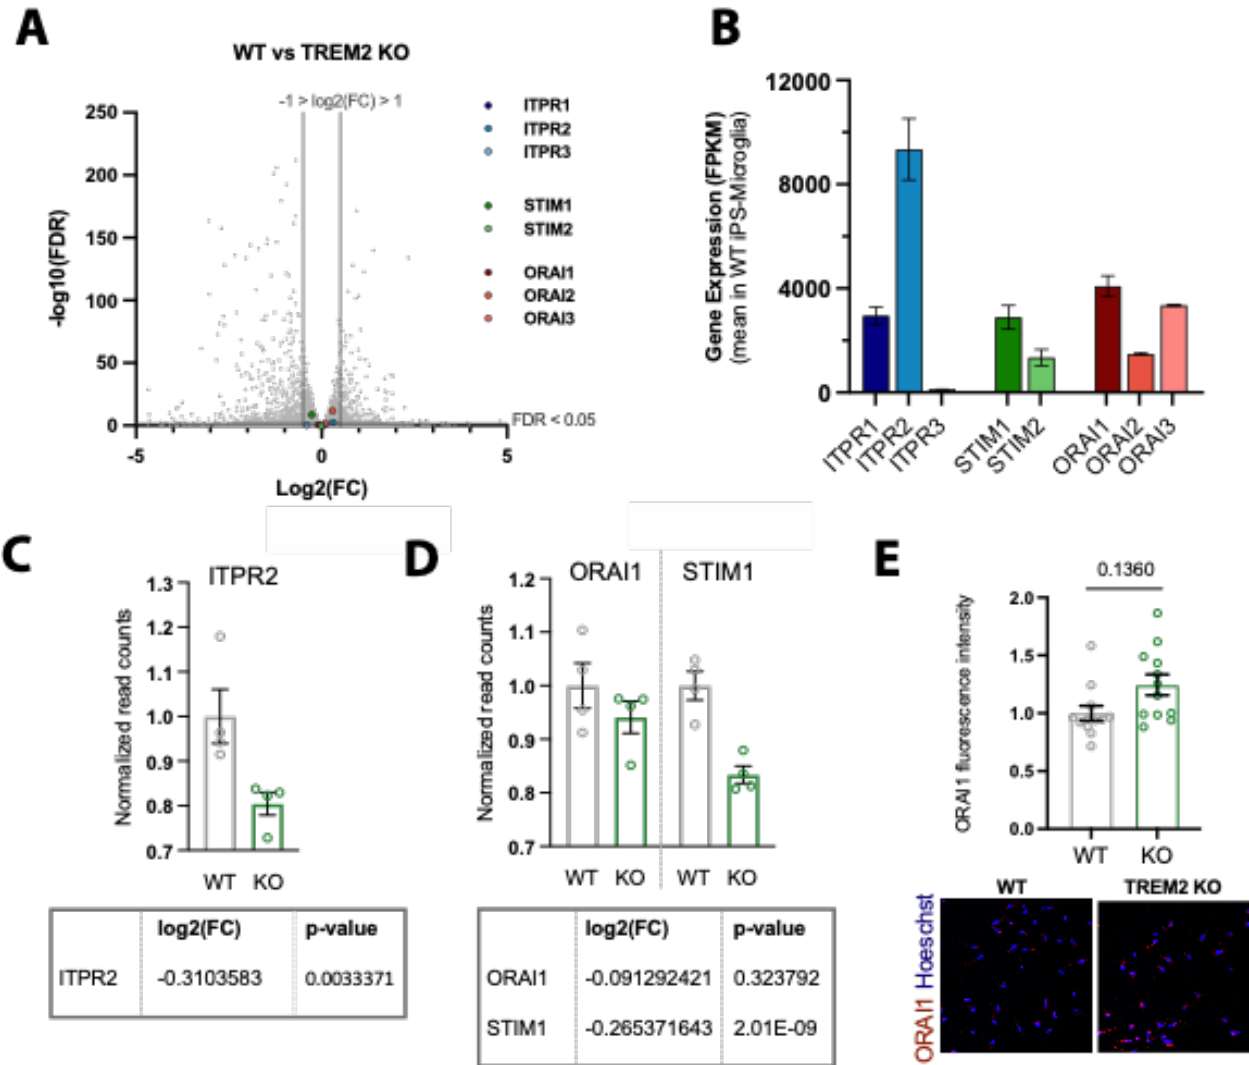 A
WT vs TREM2 KO
-1 > log2(FC) > 1
250
200
150
100
50
0
-log10(FDR)
-5
0
5
Log2(FC)
FDR < 0.05
ITPR1
ITPR2
ITPR3
STIM1
STIM2
ORAI1
ORAI2
ORAI3
B
Gene Expression (FPKM)
(mean in WT iPS-Microglia)
12000
8000
4000
0
ITPR1
ITPR2
ITPR3
STIM1
STIM2
ORAI1
ORAI2
ORAI3
C
ITPR2
Normalized read counts
1.3
1.2
1.1
1.0
0.9
0.8
0.7
WT KO
log2(FC) p-value
ITPR2 -0.3103583 0.0033371
D
ORAI1 STIM1
Normalized read counts
1.2
1.1
1.0
0.9
0.8
0.7
WT KO WT KO
log2(FC) p-value
ORAI1 -0.091292421 0.323792
STIM1 -0.265371643 2.01E-09
E
0.1360
ORAI1 fluorescence intensity
2.0
1.5
1.0
0.5
0.0
WT KO
WT TREM2 KO
ORAI1 Hoeschst